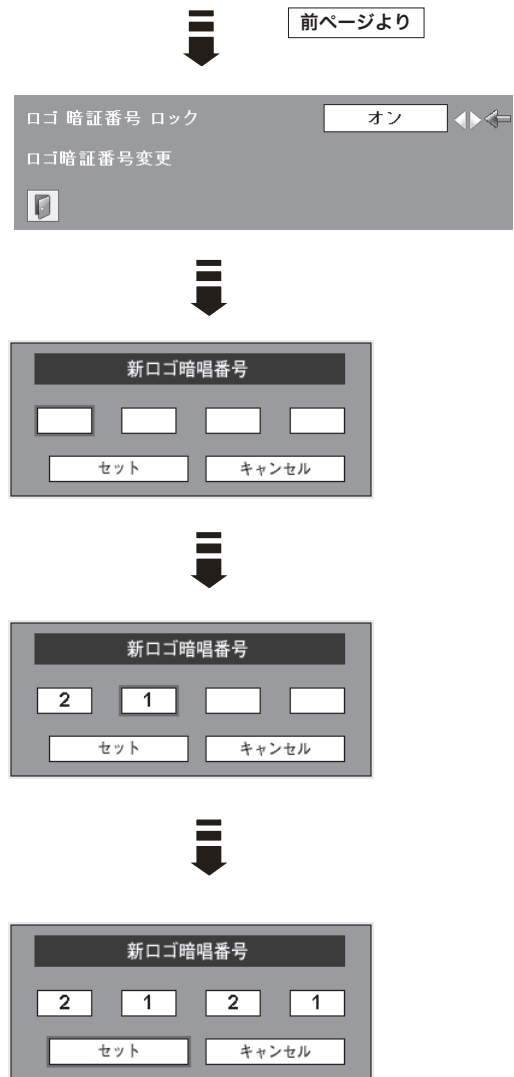 前ページより
ロゴ 暗証番号 ロック オン
ロゴ暗証番号変更
新ロゴ暗唱番号
セット キャンセル
新ロゴ暗唱番号
2 1
セット キャンセル
新ロゴ暗唱番号
2 1 2 1
セット キャンセル